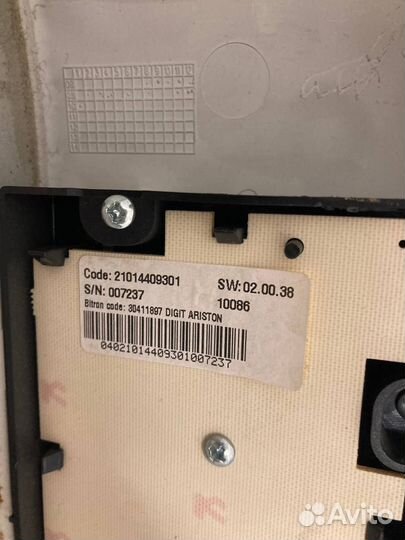 Code: 21014409301
SW: 02.00.38
S/N: 007237
10086
Bitron code: 30411897 DIGIT ARISTON
04021014409301007237
Avito